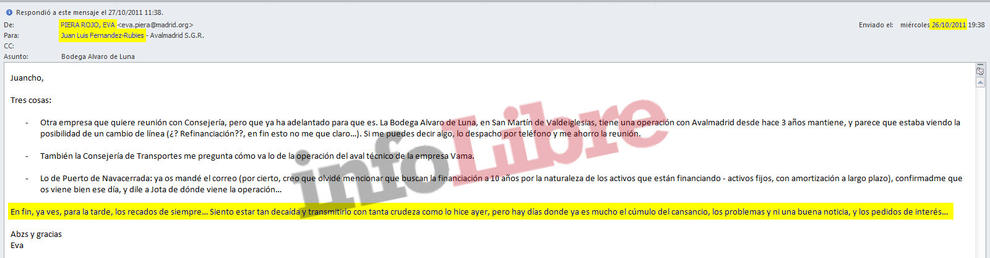 Respondió a este mensaje el 27/10/2011 11:38.
De: PIERA ROJO, EVA <eva.piera@madrid.org> Enviado el: miércoles 26/10/2011 19:38
Para: Juan Luis Fernandez-Rubies - Avalmadrid S.G.R.
CC:
Asunto: Bodega Alvaro de Luna
Juancho,
Tres cosas:
- Otra empresa que quiere reunión con Consejería, pero que ya ha adelantado para que es. La Bodega Alvaro de Luna, en San Martín de Valdeiglesias, tiene una operación con Avalmadrid desde hace 3 años mantiene, y parece que estaba viendo la
posibilidad de un cambio de línea (¿? Refinanciación??, en fin esto no me que claro...). Si me puedes decir algo, lo despacho por teléfono y me ahorro la reunión.
- También la Consejería de Transportes me pregunta cómo va lo de la operación del aval técnico de la empresa Vama.
- Lo de Puerto de Navacerrada: ya os mandé el correo (por cierto, creo que olvidé mencionar que buscan la financiación a 10 años por la naturaleza de los activos que están financiando - activos fijos, con amortización a largo plazo), confirmadme que
os viene bien ese día, y dile a Jota de dónde viene la operación...
En fin, ya ves, para la tarde, los recados de siempre... Siento estar tan decaída y transmitirlo con tanta crudeza como lo hice ayer, pero hay días donde ya es mucho el cúmulo del cansancio, los problemas y ni una buena noticia, y los pedidos de interés...
Abzs y gracias
Eva
infoLibre